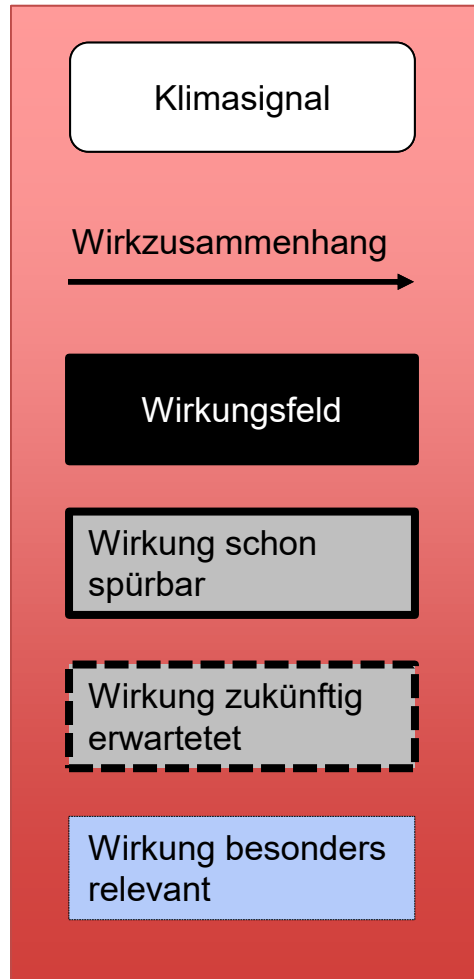 Klimasignal
Wirkzusammenhang
Wirkungsfeld
Wirkung schon
spürbar
Wirkung zukünftig
erwartetet
Wirkung besonders
relevant